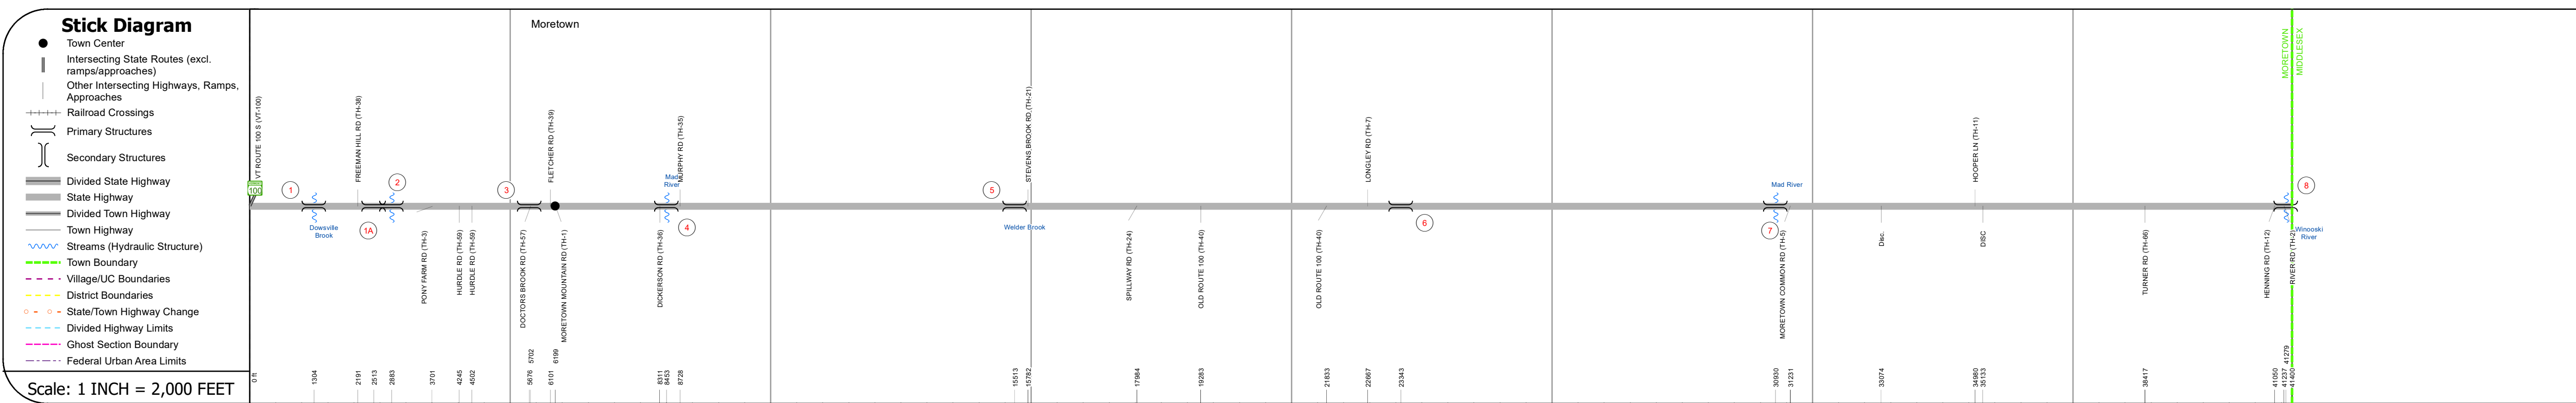 Stick Diagram
Town Center
Intersecting State Routes (excl.
ramps/approaches)
Other Intersecting Highways, Ramps,
Approaches
Railroad Crossings
Primary Structures
Secondary Structures
Divided State Highway
State Highway
Divided Town Highway
Town Highway
Streams (Hydraulic Structure)
Town Boundary
Village/UC Boundaries
District Boundaries
State/Town Highway Change
Divided Highway Limits
Ghost Section Boundary
Federal Urban Area Limits
Scale: 1 INCH = 2,000 FEET
Moretown
MORETOWN
MIDDLESEX
VT ROUTE 100 S (VT-100)
FREEMAN HILL RD (TH-38)
FLETCHER RD (TH-39)
MURPHY RD (TH-35)
STEVENS BROOK RD (TH-21)
LONGLEY RD (TH-7)
HOOPER LN (TH-11)
100
1
2
3
Mad
River
5
Mad River
8
Dowsville
Brook
1A
4
Welder Brook
6
7
Winooski
River
PONY FARM RD (TH-3)
HURDLE RD (TH-59)
HURDLE RD (TH-59)
DOCTORS BROOK RD (TH-57)
MORETOWN MOUNTAIN RD (TH-1)
DICKERSON RD (TH-36)
SPILLWAY RD (TH-24)
OLD ROUTE 100 (TH-40)
OLD ROUTE 100 (TH-40)
MORETOWN COMMON RD (TH-5)
Disc.
DISC
TURNER RD (TH-66)
HENNING RD (TH-12)
RIVER RD (TH-2)
0 ft
1304
2191
2513
2883
3701
4245
4502
5676
5702
6101
6199
8311
8453
8728
15513
15782
17984
19283
21833
22667
23343
30930
31231
33074
34980
35133
38417
41050
41237
41279
41400